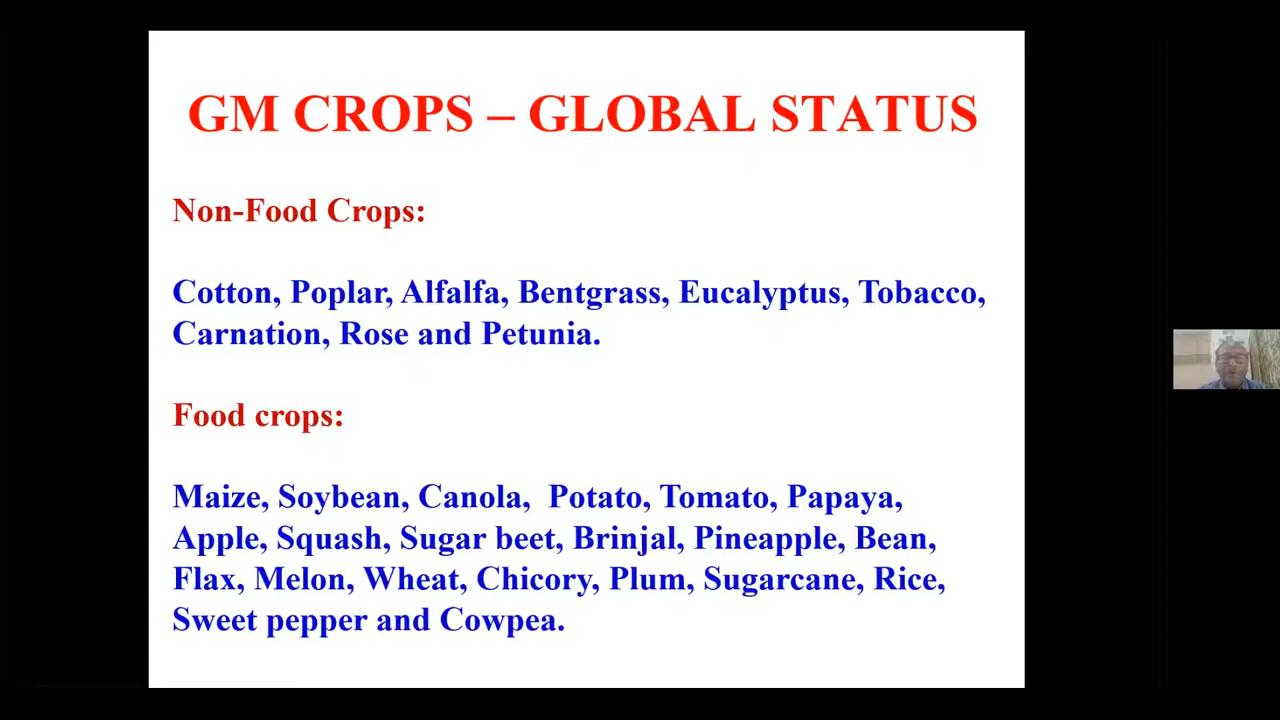 GM CROPS – GLOBAL STATUS
Non-Food Crops:
Cotton, Poplar, Alfalfa, Bentgrass, Eucalyptus, Tobacco,
Carnation, Rose and Petunia.
Food crops:
Maize, Soybean, Canola,  Potato, Tomato, Papaya,
Apple, Squash, Sugar beet, Brinjal, Pineapple, Bean,
Flax, Melon, Wheat, Chicory, Plum, Sugarcane, Rice,
Sweet pepper and Cowpea.